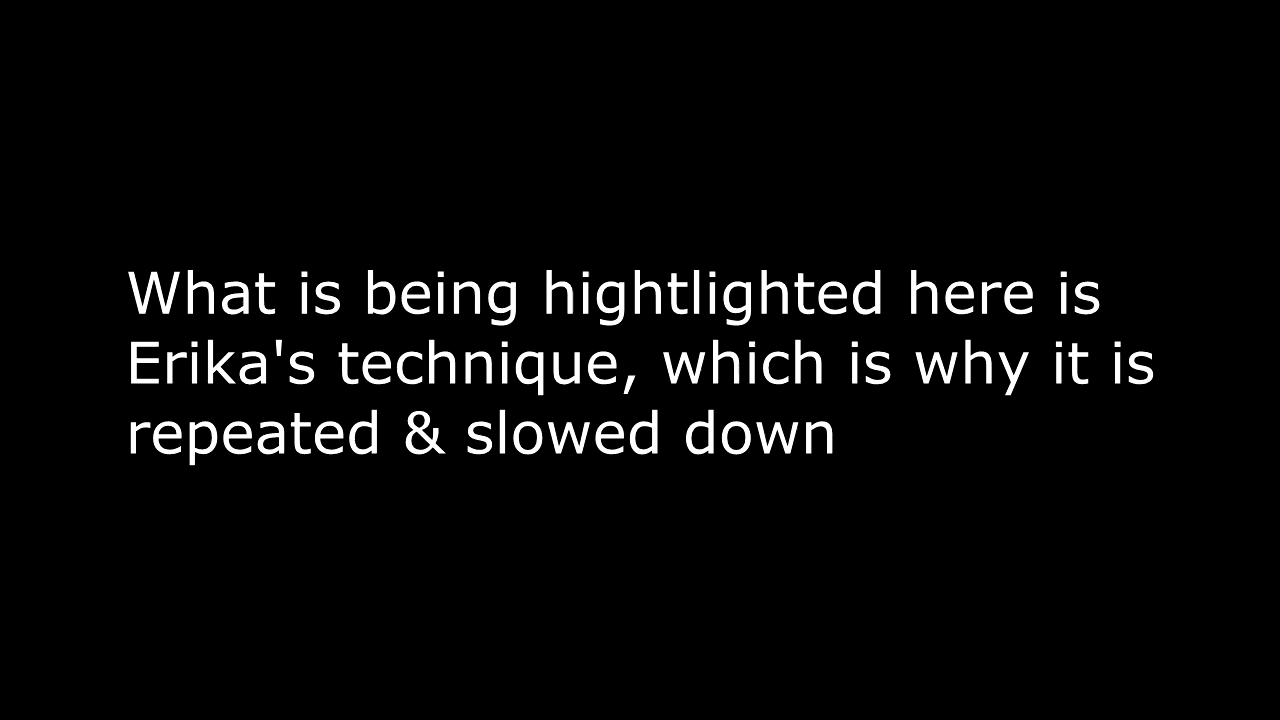 What is being hightlighted here is
Erika's technique, which is why it is
repeated & slowed down